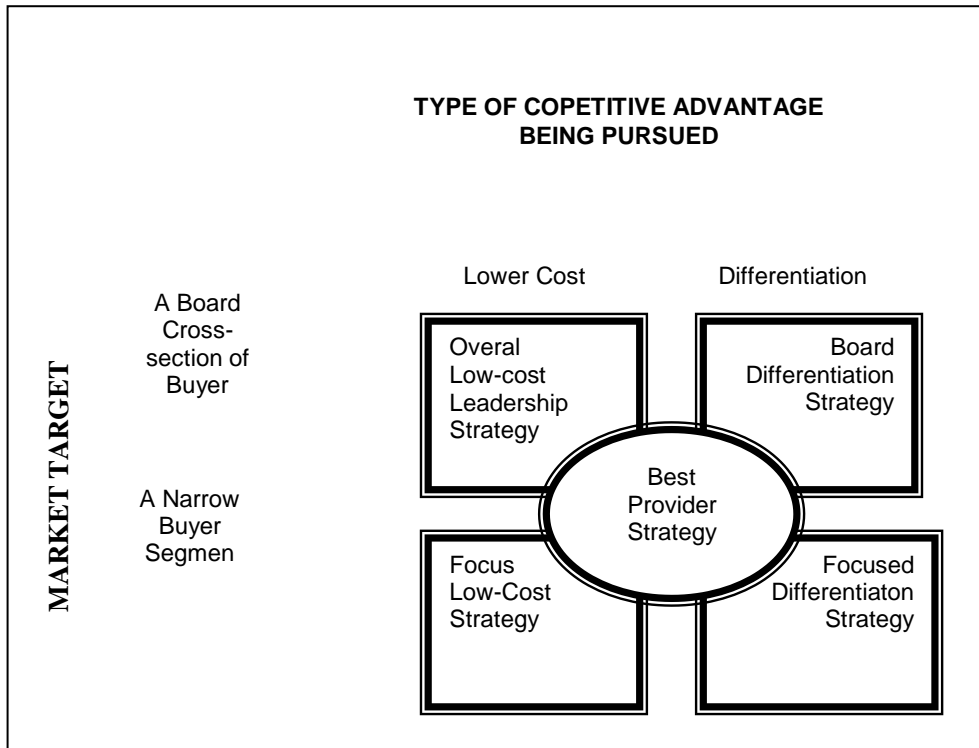 TYPE OF COPETITIVE ADVANTAGE
BEING PURSUED
Lower Cost
Differentiation
MARKET TARGET
A Board
Cross-
section of
Buyer
Overal
Low-cost
Leadership
Strategy
Board
Differentiation
Strategy
Best
Provider
Strategy
A Narrow
Buyer
Segmen
Focus
Low-Cost
Strategy
Focused
Differentiaton
Strategy